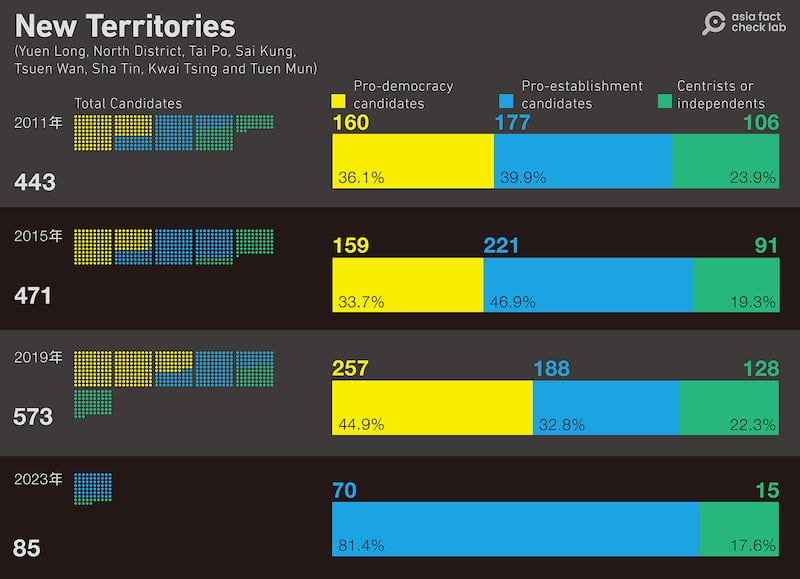 New Territories
(Yuen Long, North District, Tai Po, Sai Kung,
Tsuen Wan, Sha Tin, Kwai Tsing and Tuen Mun)
asia fact
check lab
Total Candidates
Pro-democracy
candidates
Pro-establishment
candidates
Centrists or
independents
2011年
443
160
177
106
36.1%
39.9%
23.9%
2015年
471
159
221
91
33.7%
46.9%
19.3%
2019年
573
257
188
128
44.9%
32.8%
22.3%
2023年
85
70
15
81.4%
17.6%